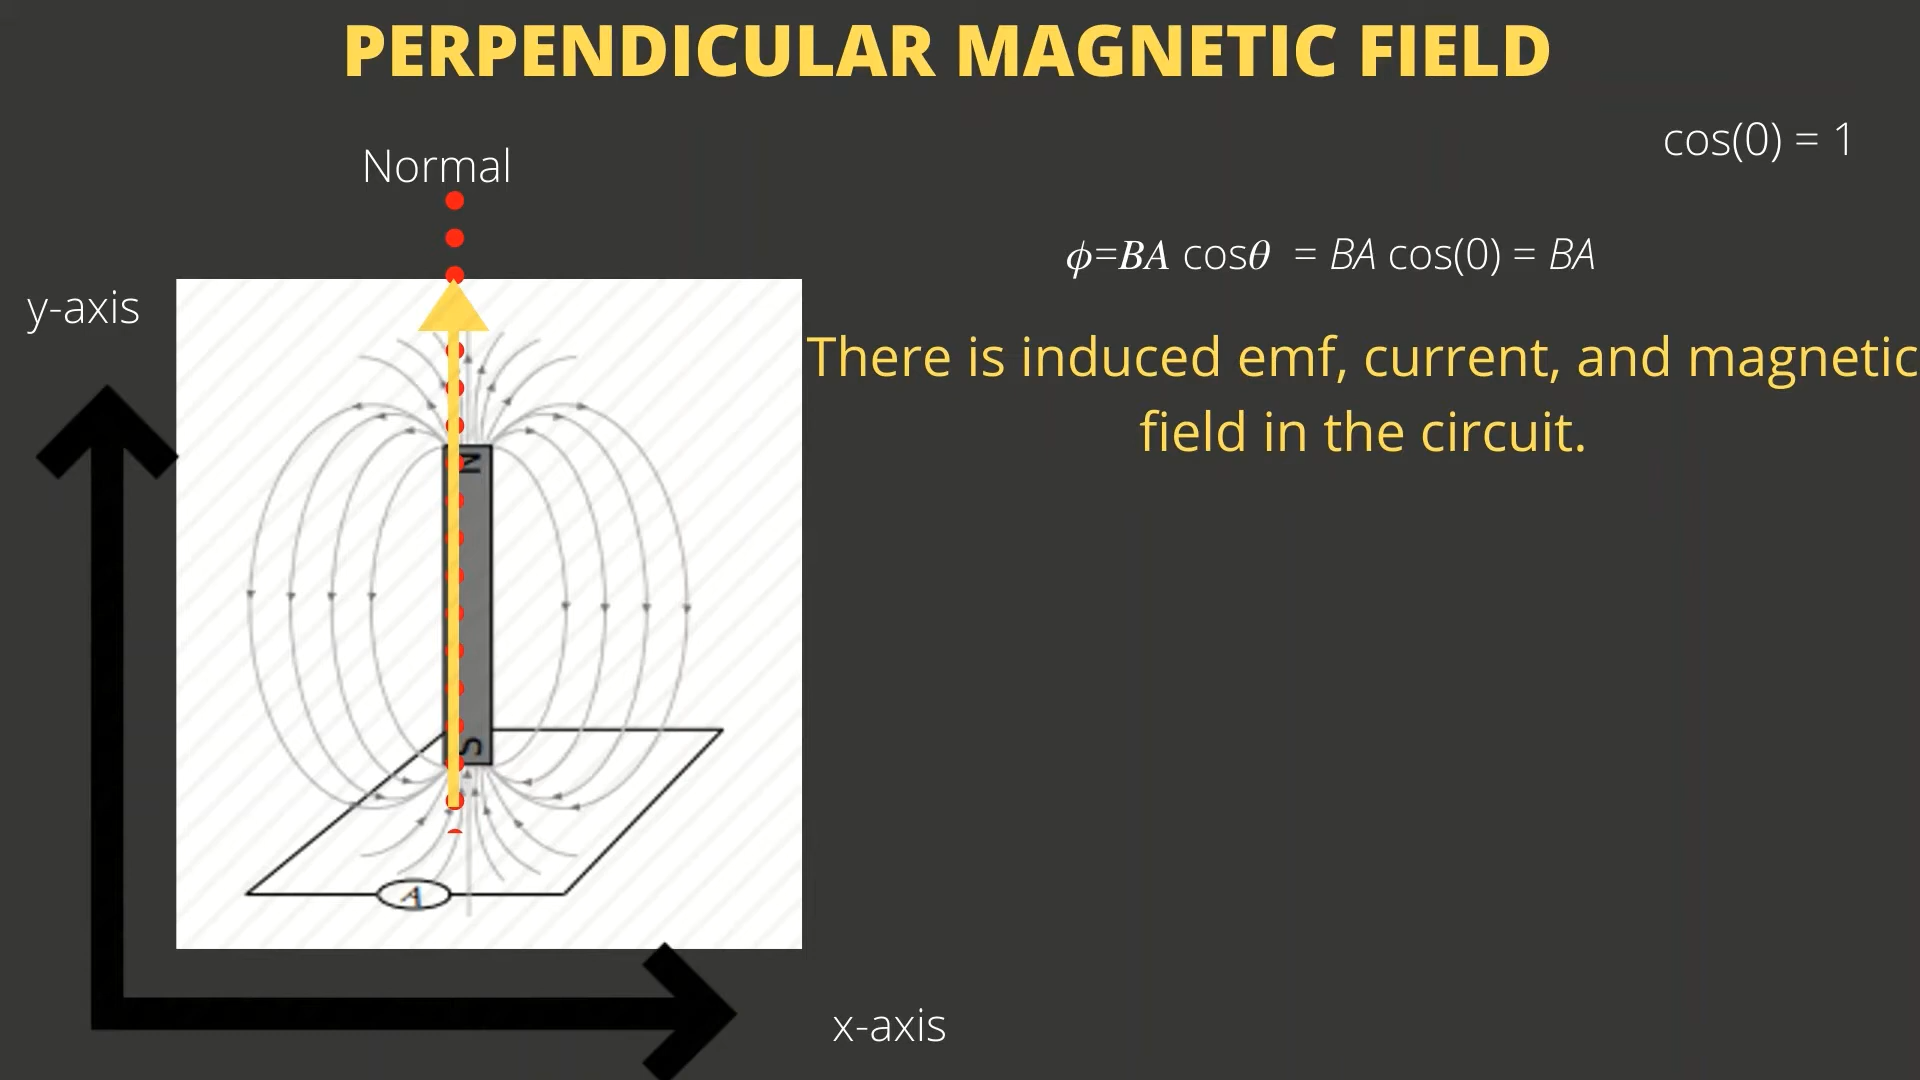 PERPENDICULAR MAGNETIC FIELD
cos(0) = 1
Normal
ϕ=BA cosθ = BA cos(0) = BA
y-axis
There is induced emf, current, and magnetic
field in the circuit.
N
S
A
x-axis